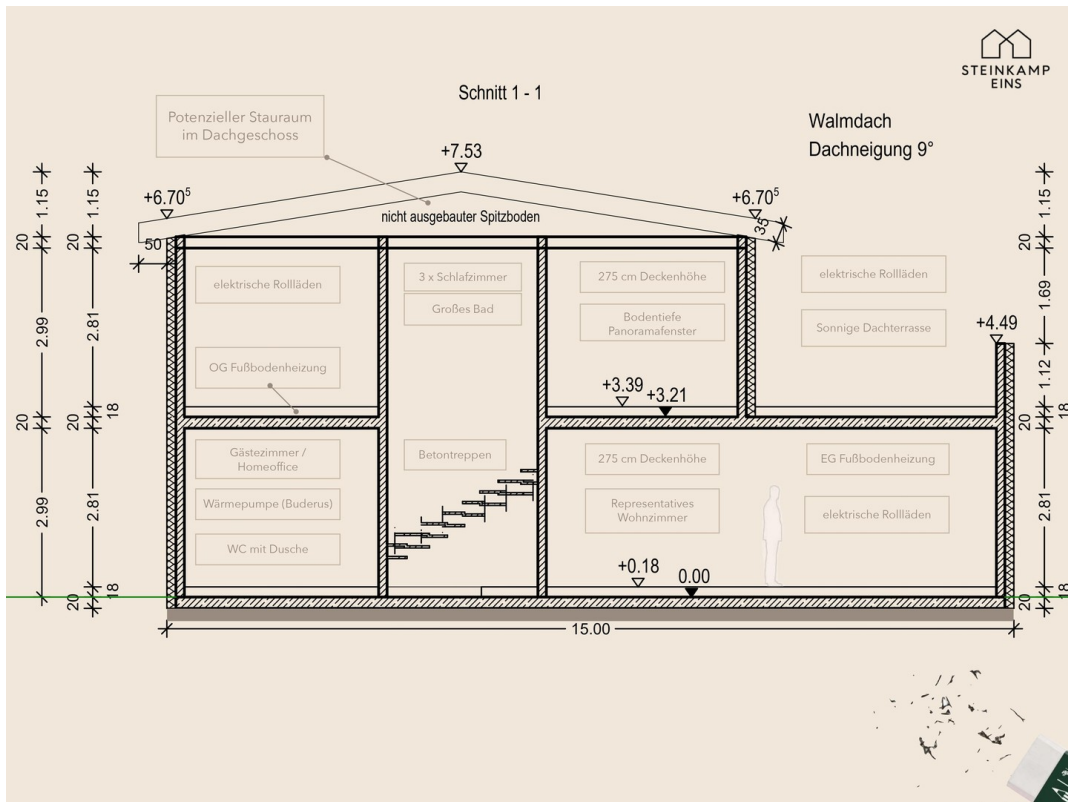 STEINKAMP
EINS
Schnitt 1 - 1
Potenzieller Stauraum
im Dachgeschoss
Walmdach
Dachneigung 9°
+7.53
+6.70⁵
+6.70⁵
1.15
1.15
1.15
35
nicht ausgebauter Spitzboden
50
20
20
20
elektrische Rollläden
3 x Schlafzimmer
Großes Bad
275 cm Deckenhöhe
Bodentiefe
Panoramafenster
elektrische Rollläden
Sonnige Dachterrasse
2.99
2.81
1.69
+4.49
OG Fußbodenheizung
1.12
+3.39
+3.21
20
20
18
20
18
Gästezimmer /
Homeoffice
Betontreppen
275 cm Deckenhöhe
EG Fußbodenheizung
Wärmepumpe (Buderus)
Representatives
Wohnzimmer
elektrische Rollläden
WC mit Dusche
2.99
2.81
2.81
+0.18
0.00
20
18
20
18
15.00